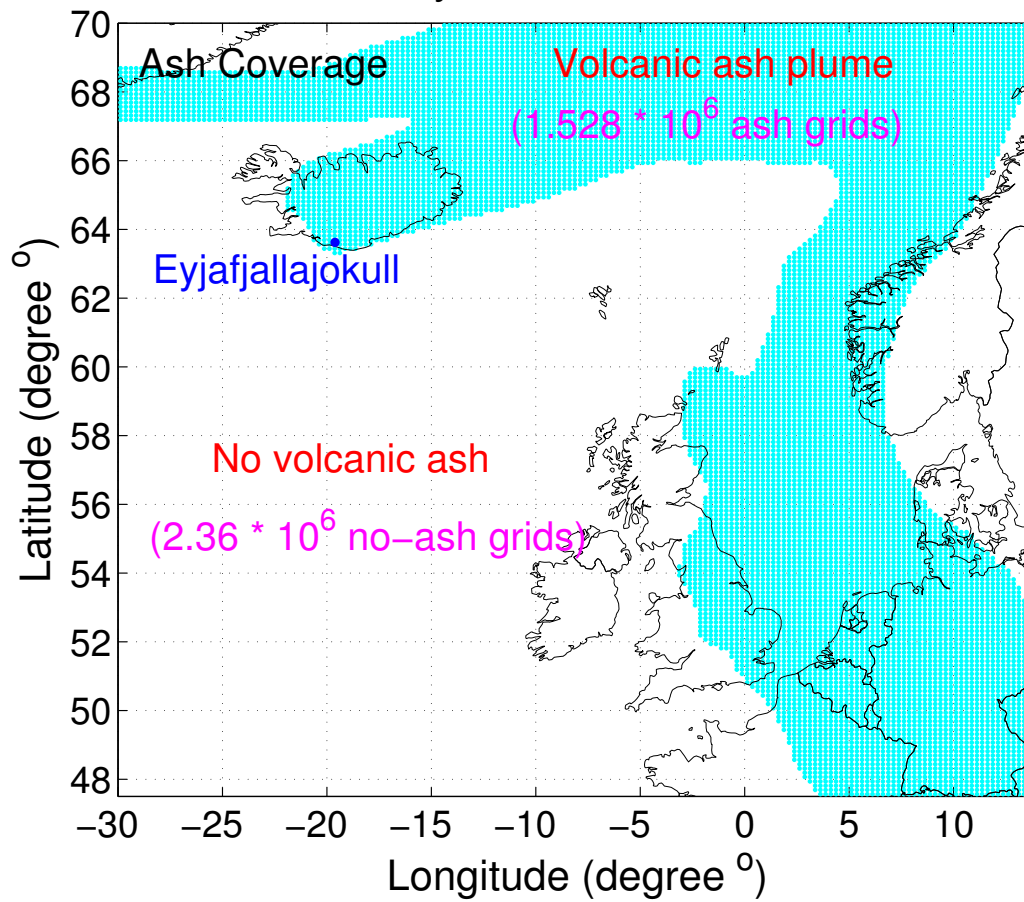 70
68
66
64
62
60
58
56
54
52
50
48
Latitude (degree °)
Ash Coverage
Volcanic ash plume
(1.528 * 10^6 ash grids)
Eyjafjallajokull
No volcanic ash
(2.36 * 10^6 no−ash grids)
−30 −25 −20 −15 −10 −5 0 5 10
Longitude (degree °)